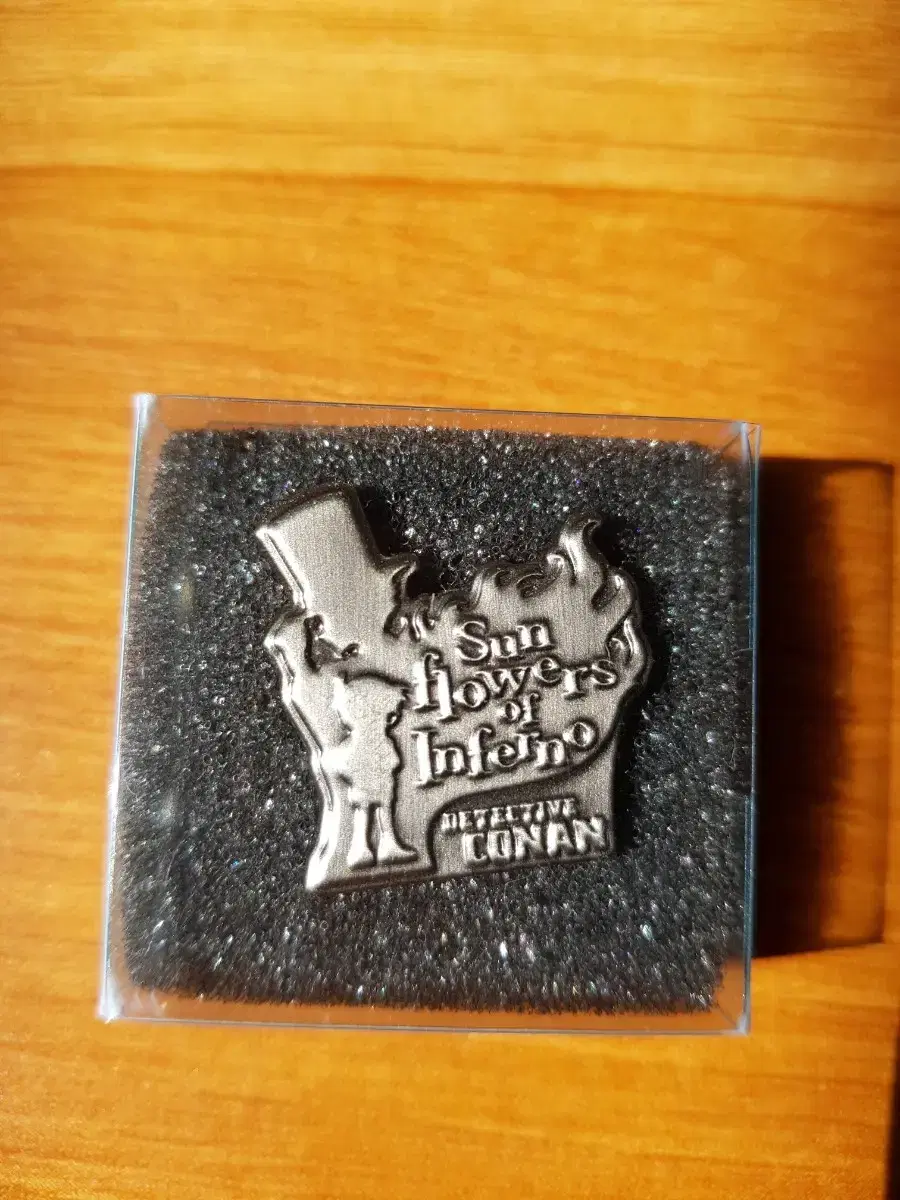 Sun
flowers
of
Inferno
DETECTIVE
CONAN